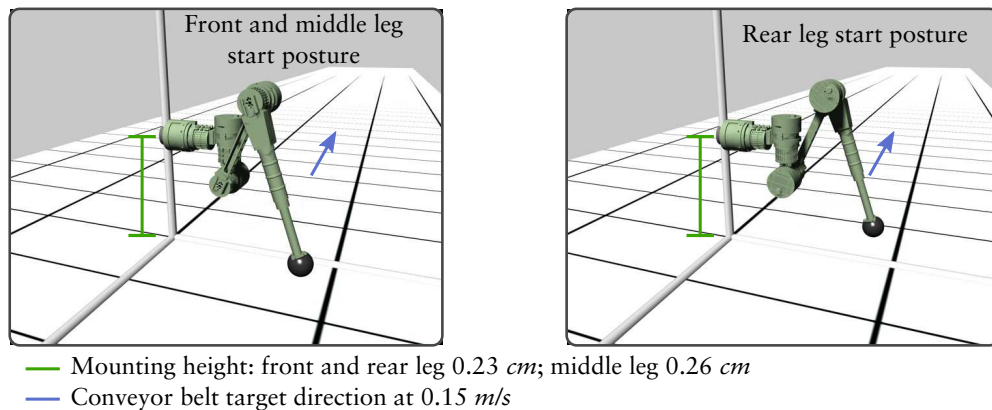 Front and middle leg
start posture
Rear leg start posture
Mounting height: front and rear leg 0.23 cm; middle leg 0.26 cm
Conveyor belt target direction at 0.15 m/s